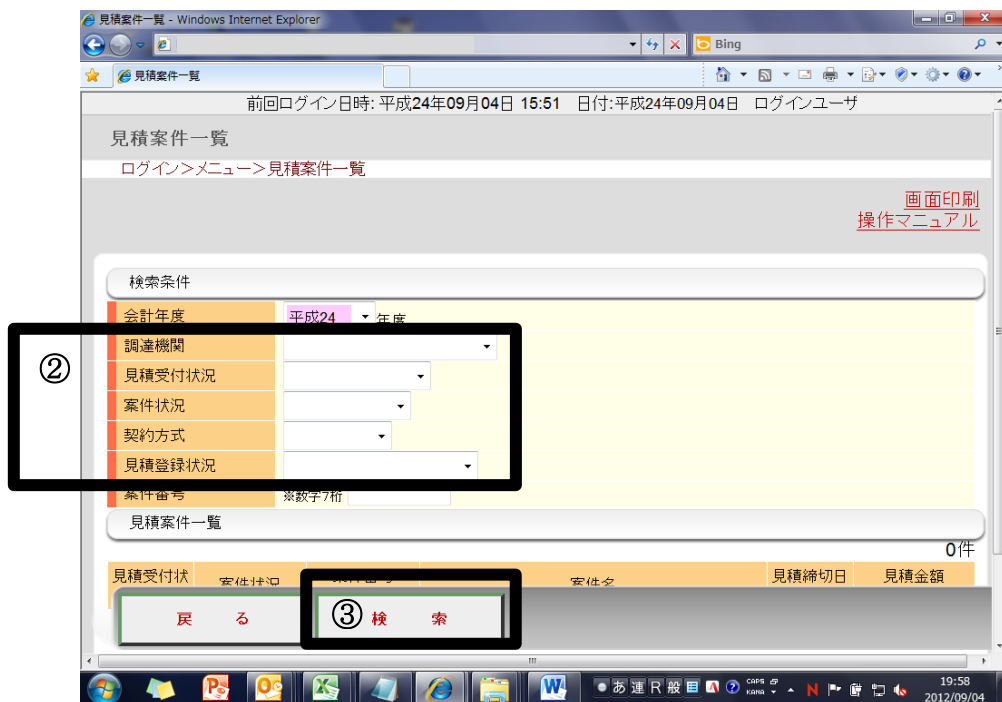 見積案件一覧 - Windows Internet Explorer
Bing
見積案件一覧
前回ログイン日時: 平成24年09月04日 15:51 日付:平成24年09月04日 ログインユーザ
見積案件一覧
ログイン＞メニュー＞見積案件一覧
画面印刷
操作マニュアル
検索条件
会計年度 平成24 年度
② 調達機関
見積受付状況
案件状況
契約方式
見積登録状況
案件番号 ※数字7桁
見積案件一覧
0件
見積受付状 案件状況 案件番号 案件名 見積締切日 見積金額
戻 る ③ 検 索
あ 連 R 般 CAPS KANA 19:58
2012/09/04